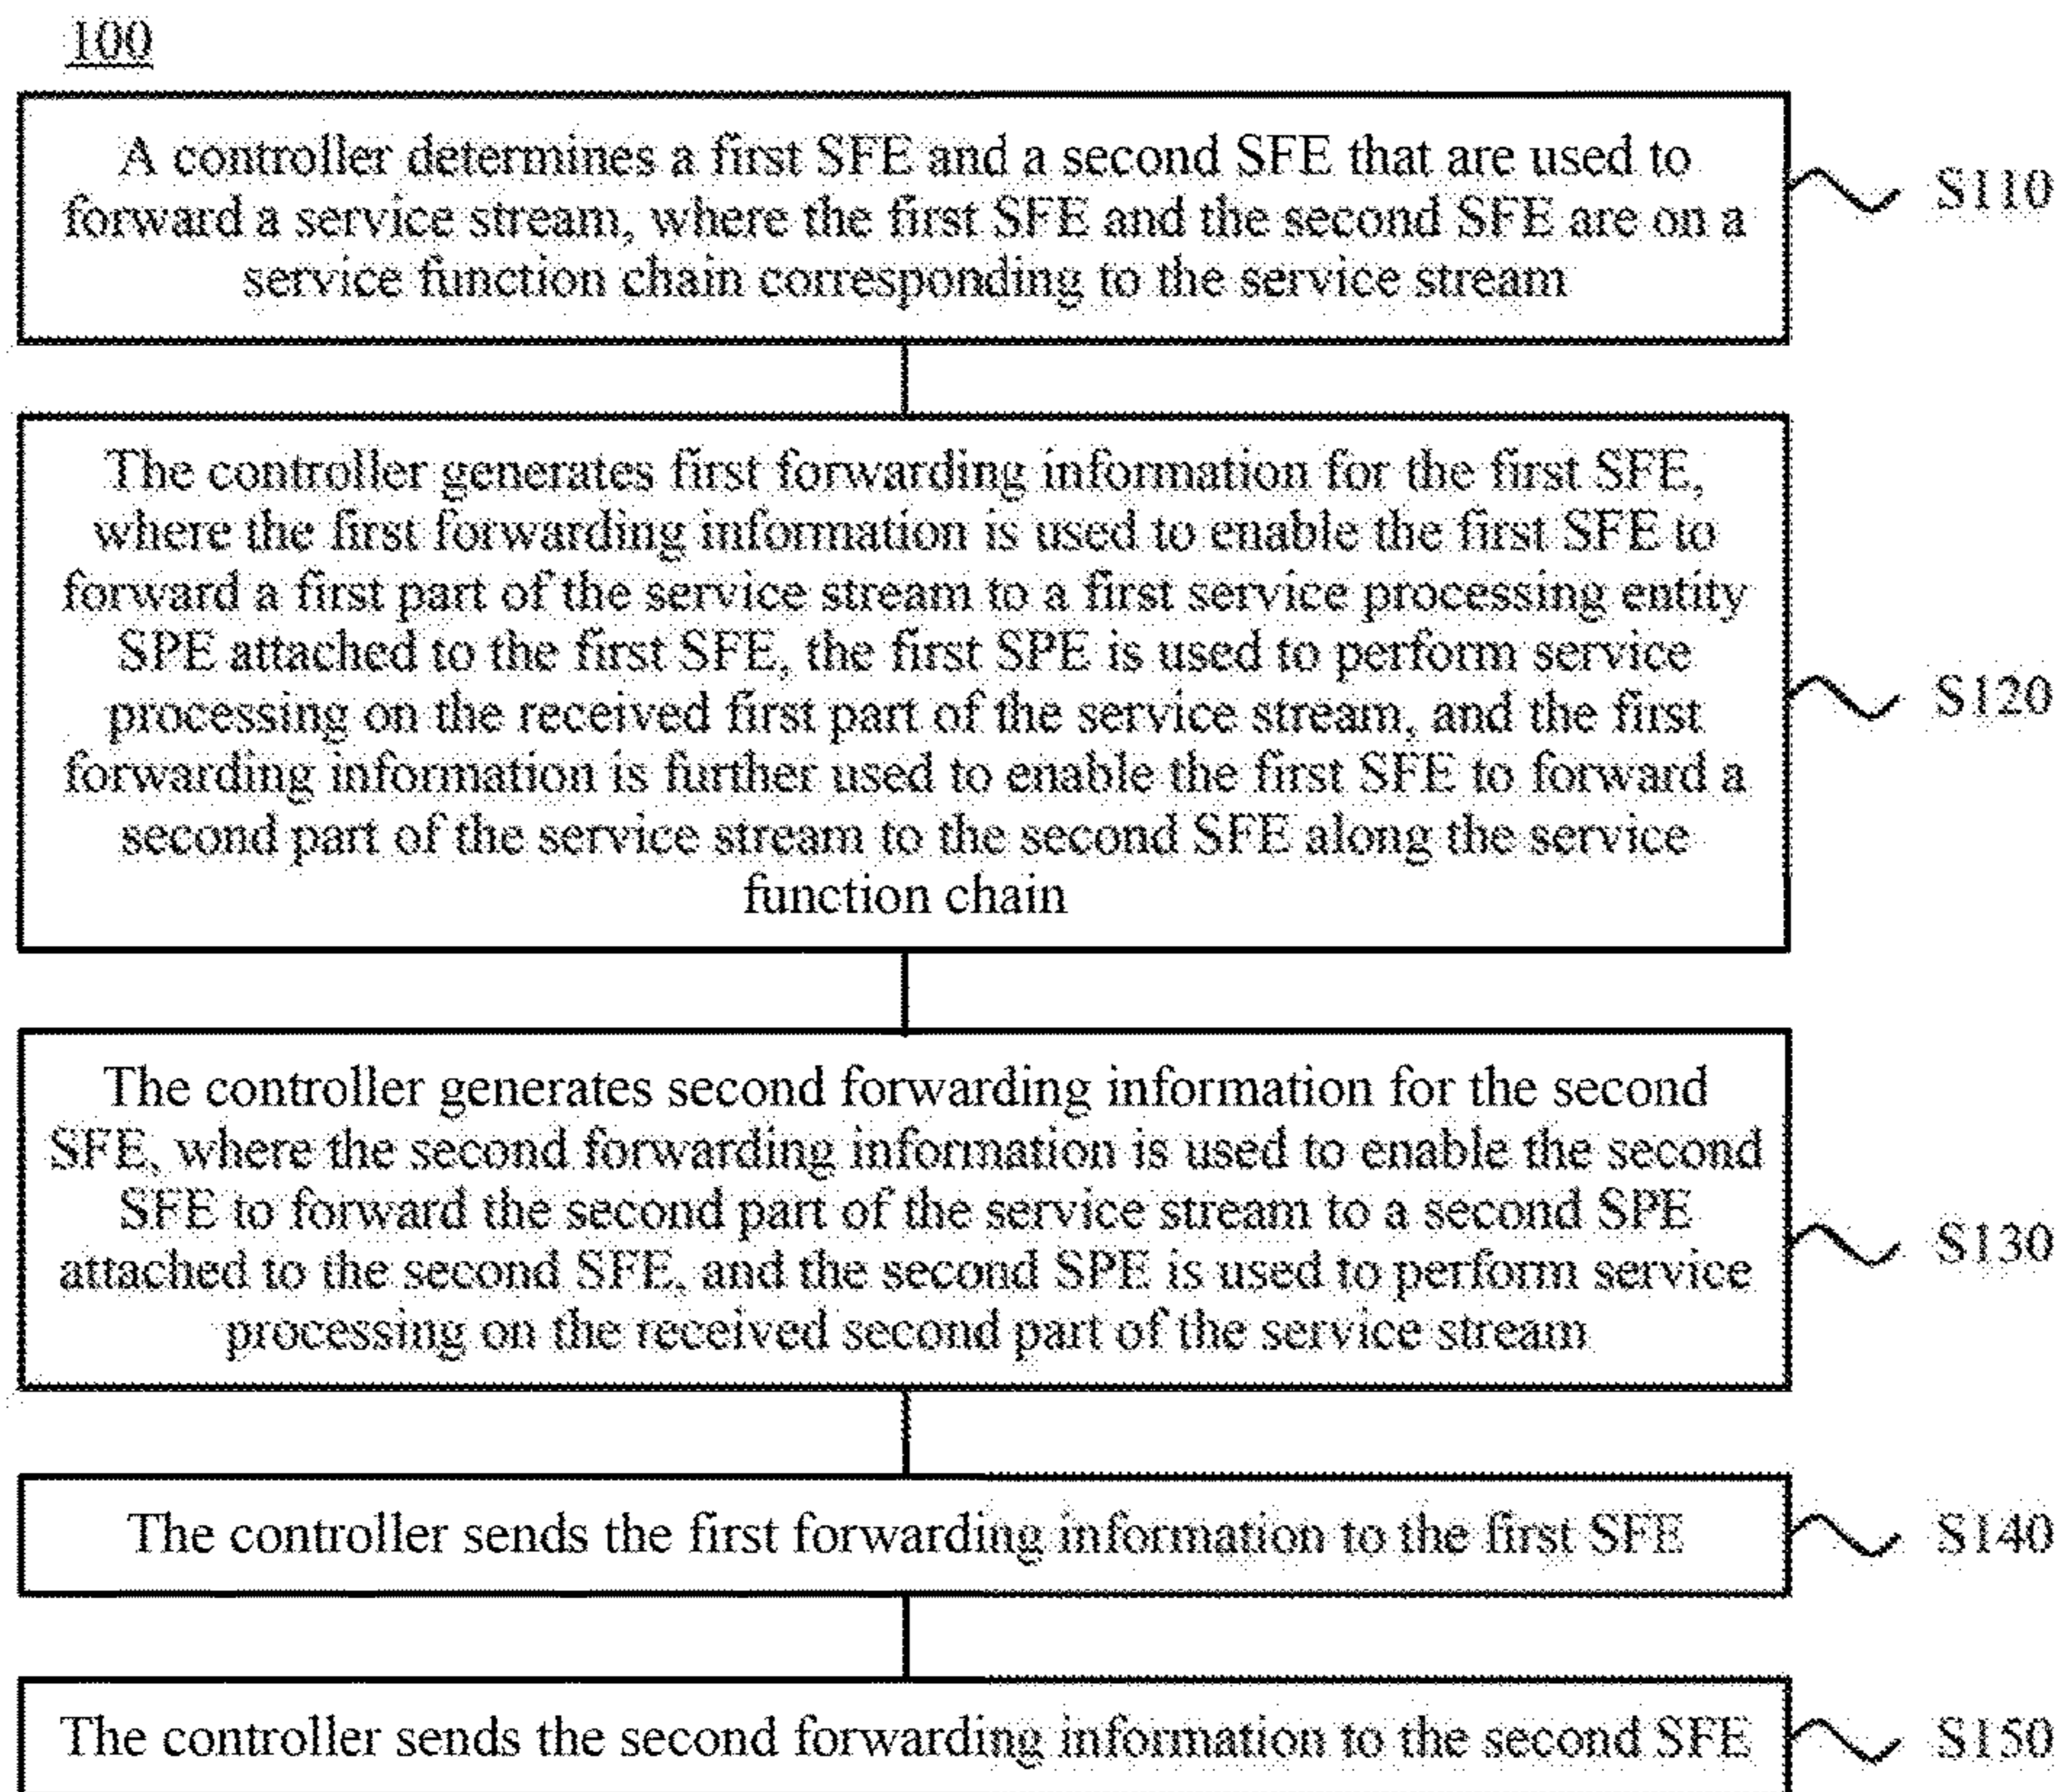 100
A controller determines a first SFE and a second SFE that are used to
forward a service stream, where the first SFE and the second SFE are on a
service function chain corresponding to the service stream
S110
The controller generates first forwarding information for the first SFE,
where the first forwarding information is used to enable the first SFE to
forward a first part of the service stream to a first service processing entity
SPE attached to the first SFE, the first SPE is used to perform service
processing on the received first part of the service stream, and the first
forwarding information is further used to enable the first SFE to forward a
second part of the service stream to the second SFE along the service
function chain
S120
The controller generates second forwarding information for the second
SFE, where the second forwarding information is used to enable the second
SFE to forward the second part of the service stream to a second SPE
attached to the second SFE, and the second SPE is used to perform service
processing on the received second part of the service stream
S130
The controller sends the first forwarding information to the first SFE
S140
The controller sends the second forwarding information to the second SFE
S150